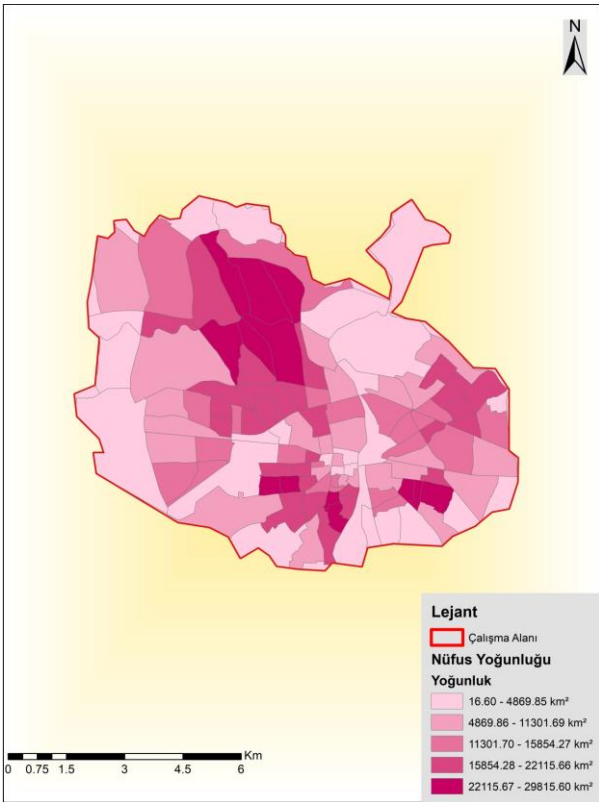 N
Lejant
Çalışma Alanı
Nüfus Yoğunluğu
Yoğunluk
16.60 - 4869.85 km²
4869.86 - 11301.69 km²
11301.70 - 15854.27 km²
15854.28 - 22115.66 km²
22115.67 - 29815.60 km²
Km
0 0.75 1.5 3 4.5 6